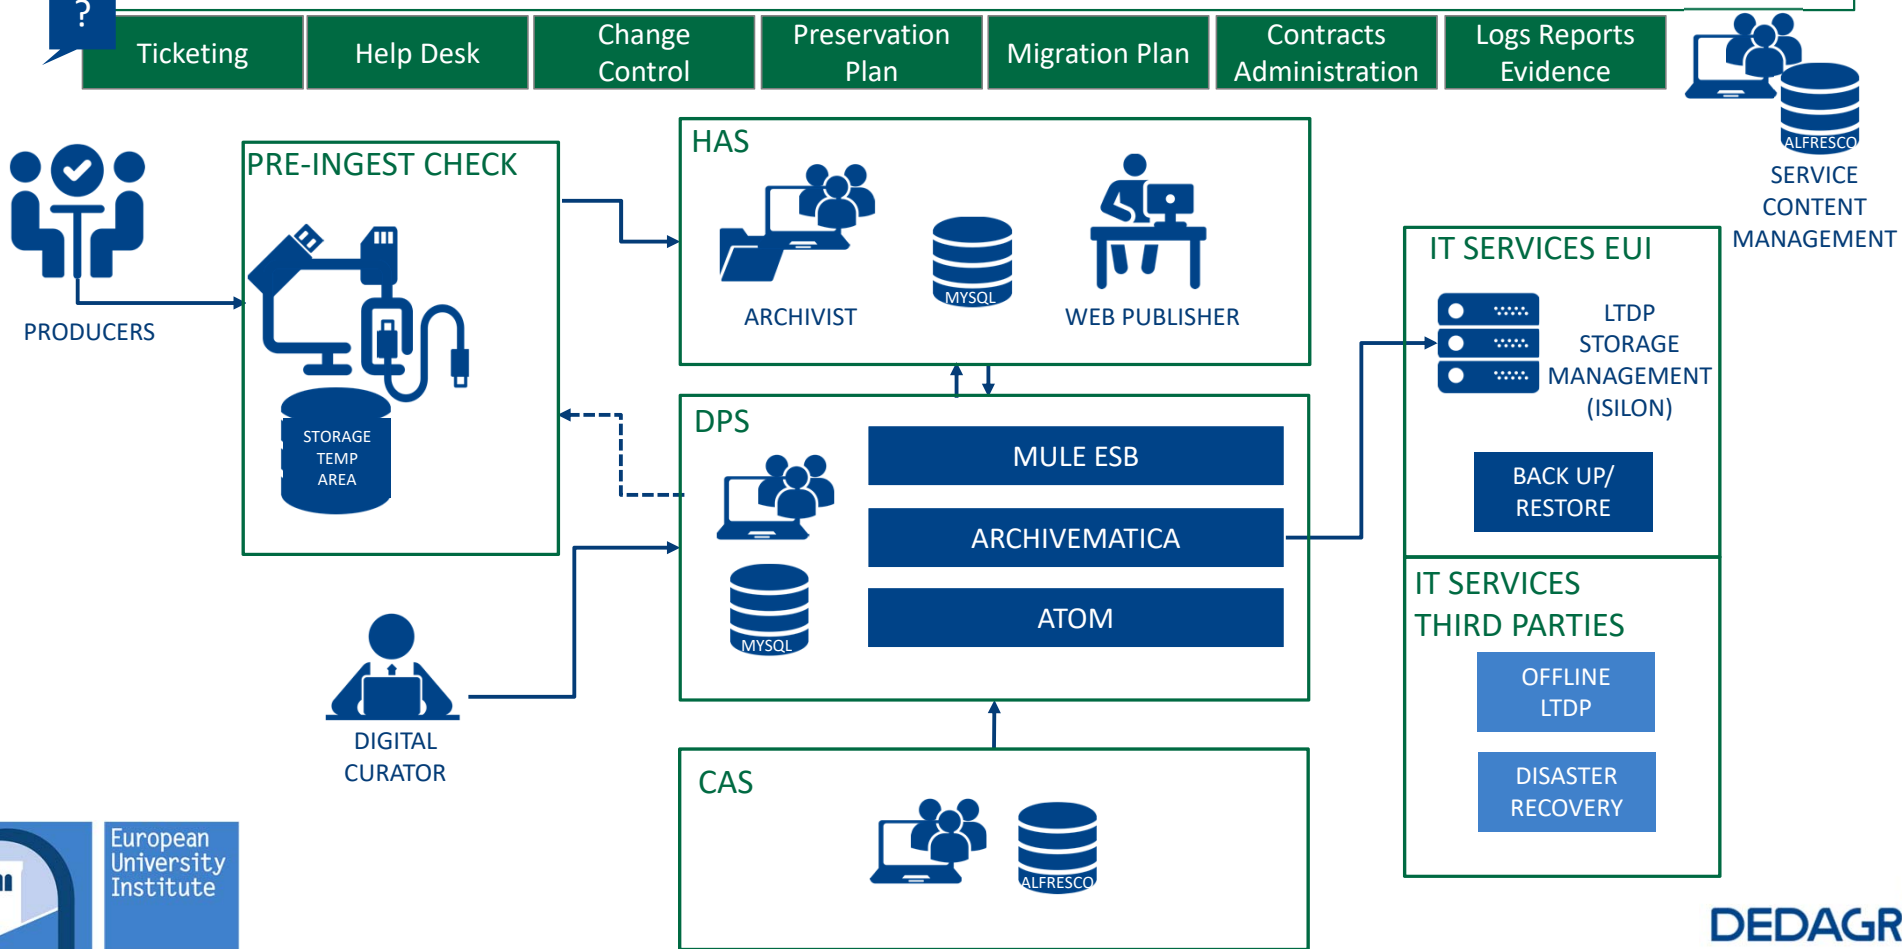 ?
Ticketing
Help Desk
Change
Control
Preservation
Plan
Migration Plan
Contracts
Administration
Logs Reports
Evidence
ALFRESCO
SERVICE
CONTENT
MANAGEMENT
PRODUCERS
PRE-INGEST CHECK
STORAGE
TEMP
AREA
HAS
ARCHIVIST
MYSQL
WEB PUBLISHER
DPS
MYSQL
MULE ESB
ARCHIVEMATICA
ATOM
DIGITAL
CURATOR
CAS
ALFRESCO
IT SERVICES EUI
LTDP
STORAGE
MANAGEMENT
(ISILON)
BACK UP/
RESTORE
IT SERVICES
THIRD PARTIES
OFFLINE
LTDP
DISASTER
RECOVERY
European
University
Institute
DEDAGR